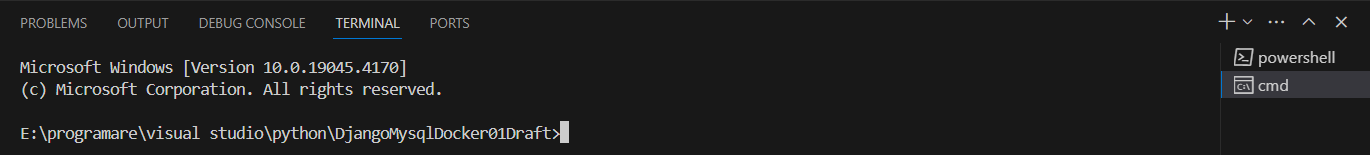 PROBLEMS OUTPUT DEBUG CONSOLE TERMINAL PORTS
Microsoft Windows [Version 10.0.19045.4170]
(c) Microsoft Corporation. All rights reserved.
E:\programare\visual studio\python\DjangoMysqlDocker01Draft>
powershell
cmd